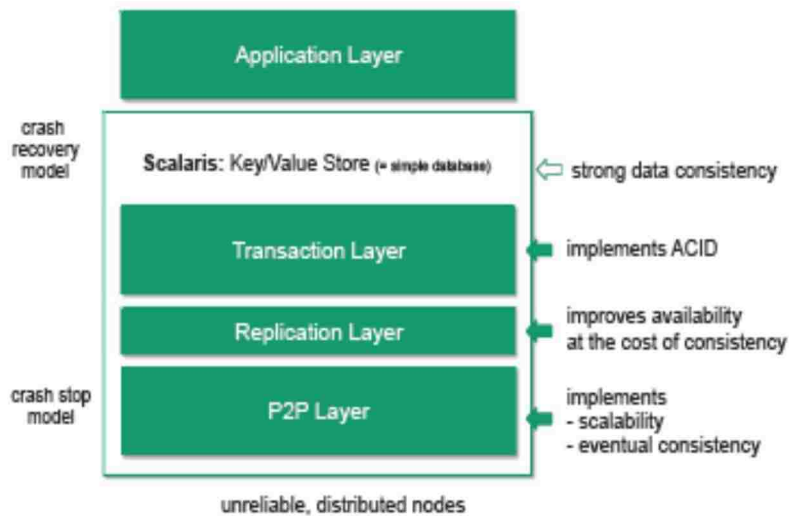 Application Layer
crash
recovery
model
Scalaris: Key/Value Store (= simple database)
strong data consistency
Transaction Layer
implements ACID
Replication Layer
improves availability
at the cost of consistency
crash stop
model
P2P Layer
implements
- scalability
- eventual consistency
unreliable, distributed nodes